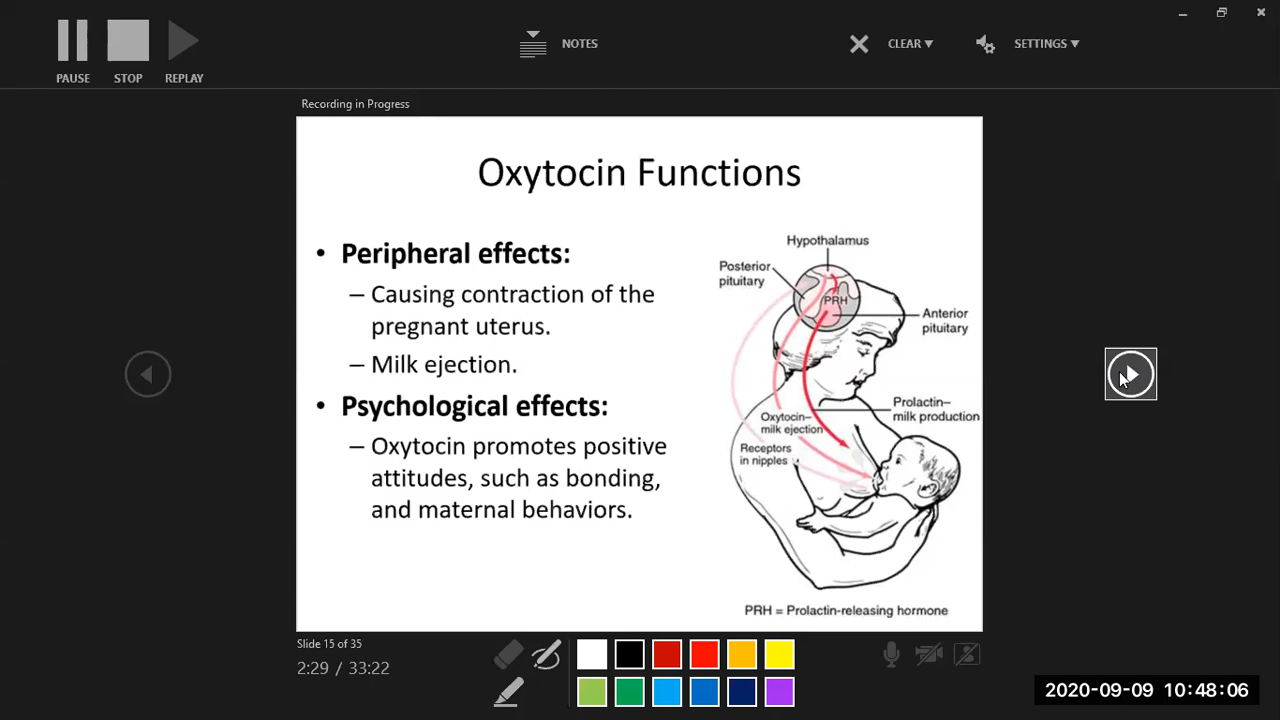 PAUSE
STOP
REPLAY
NOTES
CLEAR
SETTINGS
Recording in Progress
Oxytocin Functions
• Peripheral effects:
– Causing contraction of the
pregnant uterus.
– Milk ejection.
• Psychological effects:
– Oxytocin promotes positive
attitudes, such as bonding,
and maternal behaviors.
Hypothalamus
Posterior
pituitary
PRH
Anterior
pituitary
Prolactin–
milk production
Oxytocin–
milk ejection
Receptors
in nipples
PRH = Prolactin-releasing hormone
Slide 15 of 35
2:29 / 33:22
2020-09-09 10:48:06